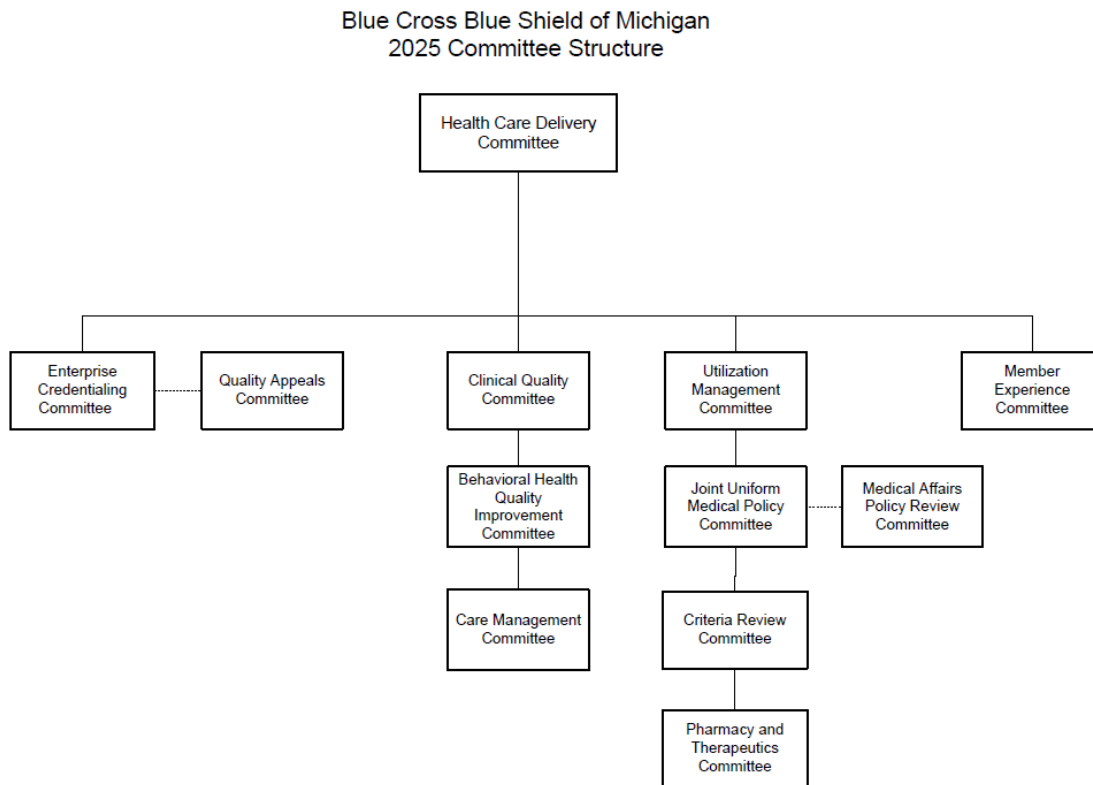 Blue Cross Blue Shield of Michigan
2025 Committee Structure
Health Care Delivery
Committee
Enterprise
Credentialing
Committee
Quality Appeals
Committee
Clinical Quality
Committee
Utilization
Management
Committee
Member
Experience
Committee
Behavioral Health
Quality
Improvement
Committee
Joint Uniform
Medical Policy
Committee
Medical Affairs
Policy Review
Committee
Care Management
Committee
Criteria Review
Committee
Pharmacy and
Therapeutics
Committee